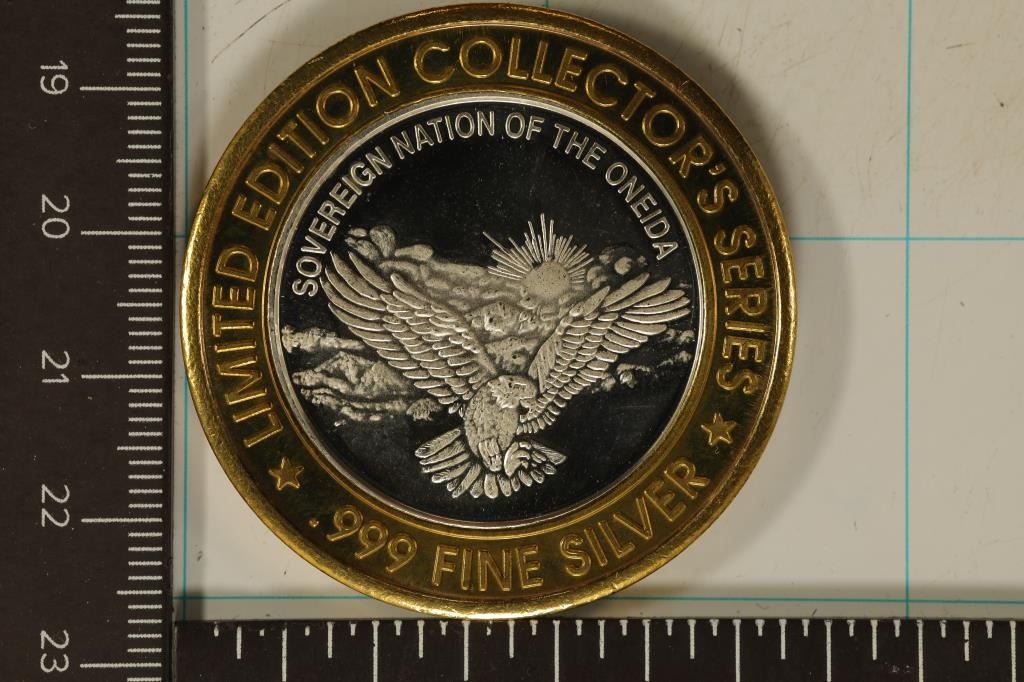 LIMITED EDITION COLLECTOR'S SERIES
SOVEREIGN NATION OF THE ONEIDA
.999 FINE SILVER
19
20
21
22
23